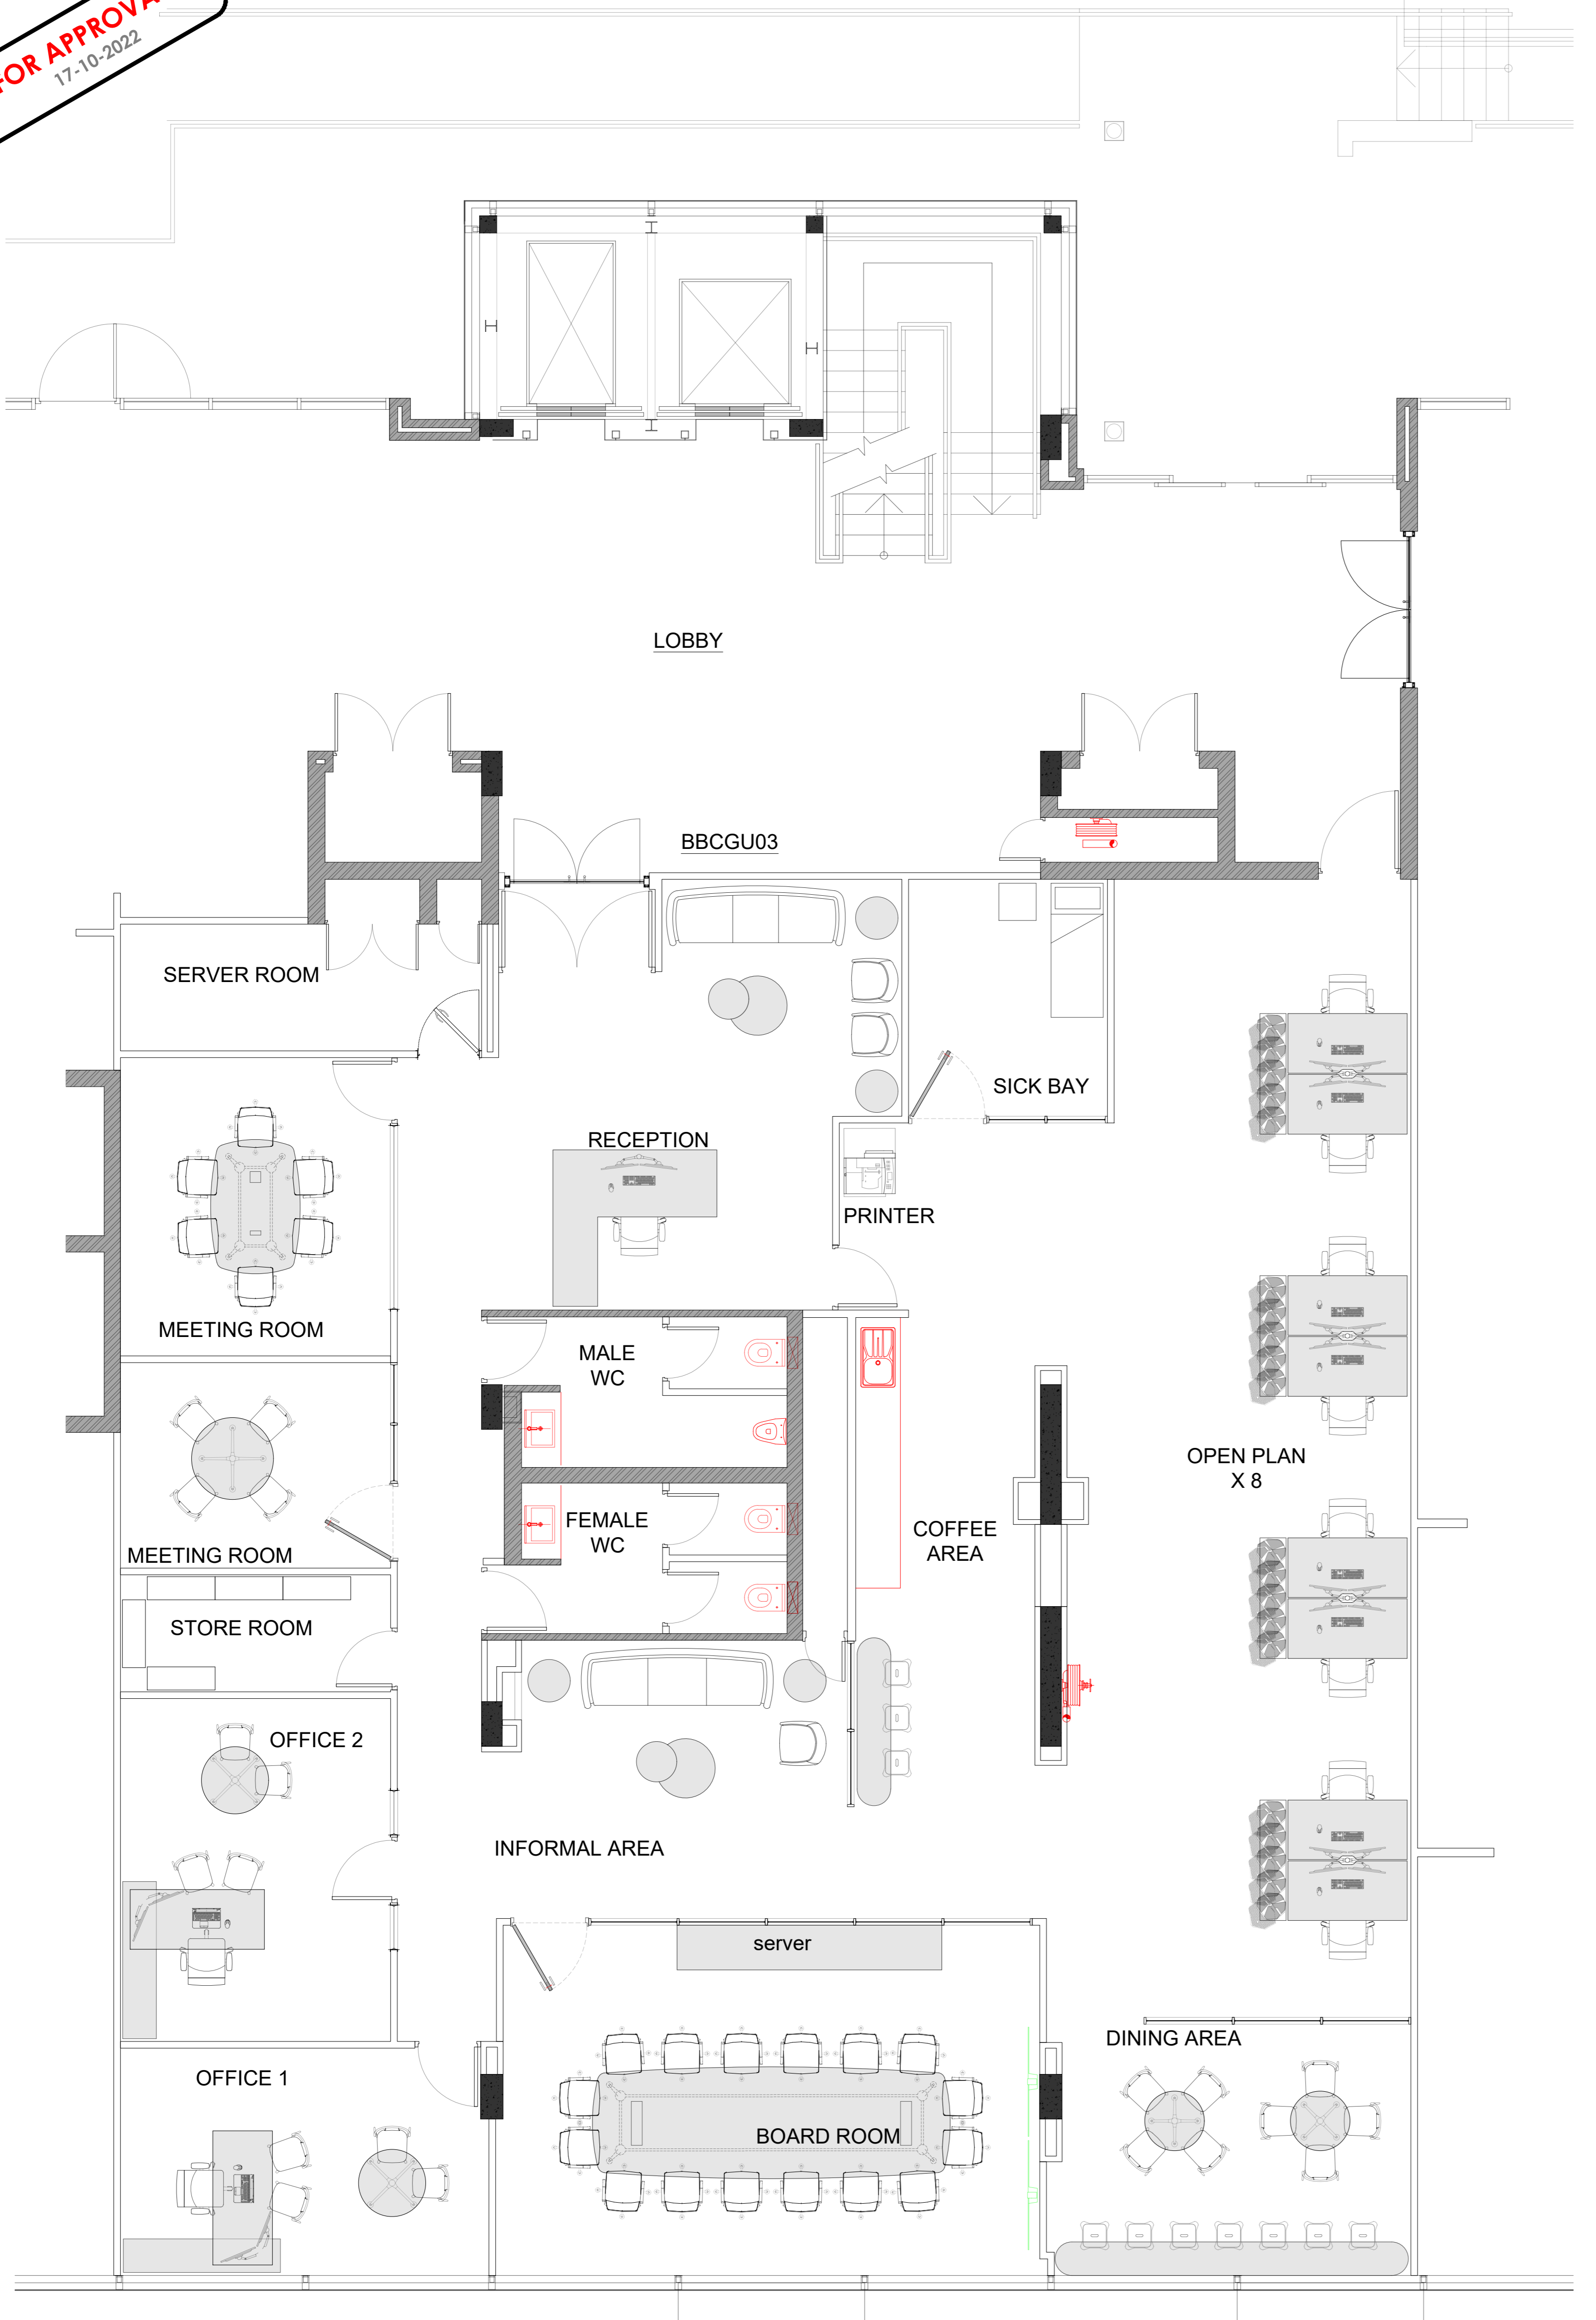 FOR APPROVA
17-10-2022
LOBBY
BBCGU03
SERVER ROOM
SICK BAY
RECEPTION
PRINTER
MEETING ROOM
MALE
WC
OPEN PLAN
X 8
FEMALE
WC
COFFEE
AREA
MEETING ROOM
STORE ROOM
OFFICE 2
INFORMAL AREA
server
DINING AREA
OFFICE 1
BOARD ROOM